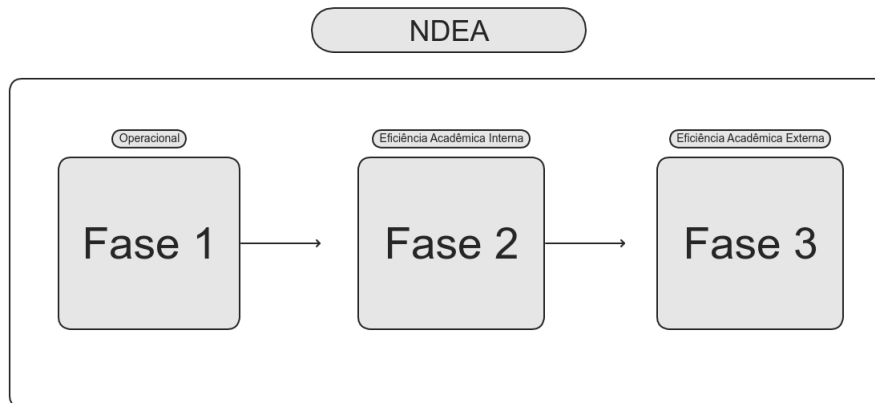 NDEA
Operacional
Eficiência Acadêmica Interna
Eficiência Acadêmica Externa
Fase 1
Fase 2
Fase 3